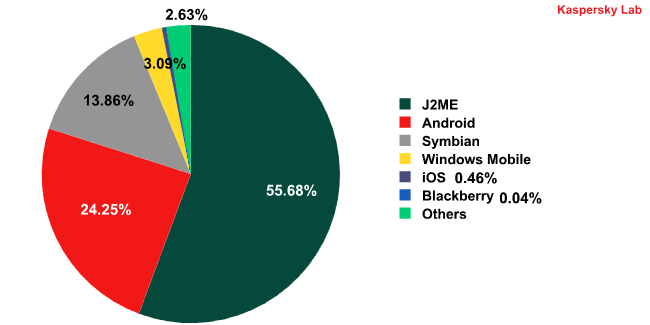 Kaspersky Lab
2.63%
3.09%
13.86%
24.25%
55.68%
J2ME
Android
Symbian
Windows Mobile
iOS 0.46%
Blackberry 0.04%
Others